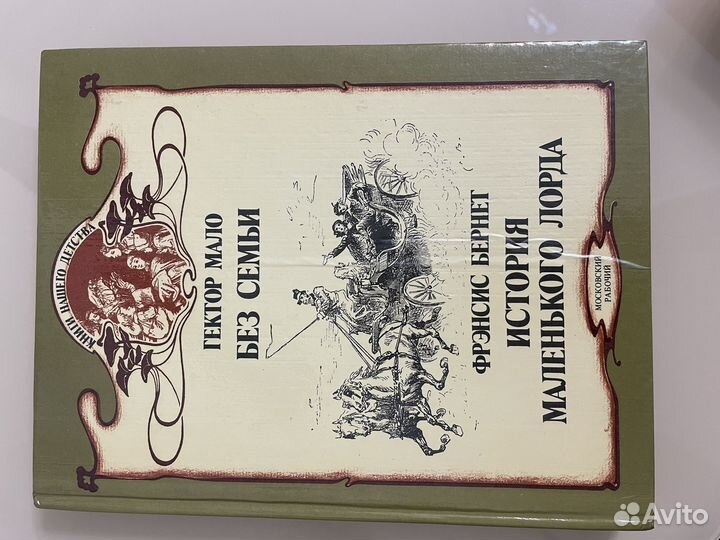 КНИГИ НАШЕГО ДЕТСТВА
ГЕКТОР МАЛО
БЕЗ СЕМЬИ
ФРЭНСИС БЕРНЕТ
ИСТОРИЯ
МАЛЕНЬКОГО ЛОРДА
МОСКОВСКИЙ
РАБОЧИЙ
Avito